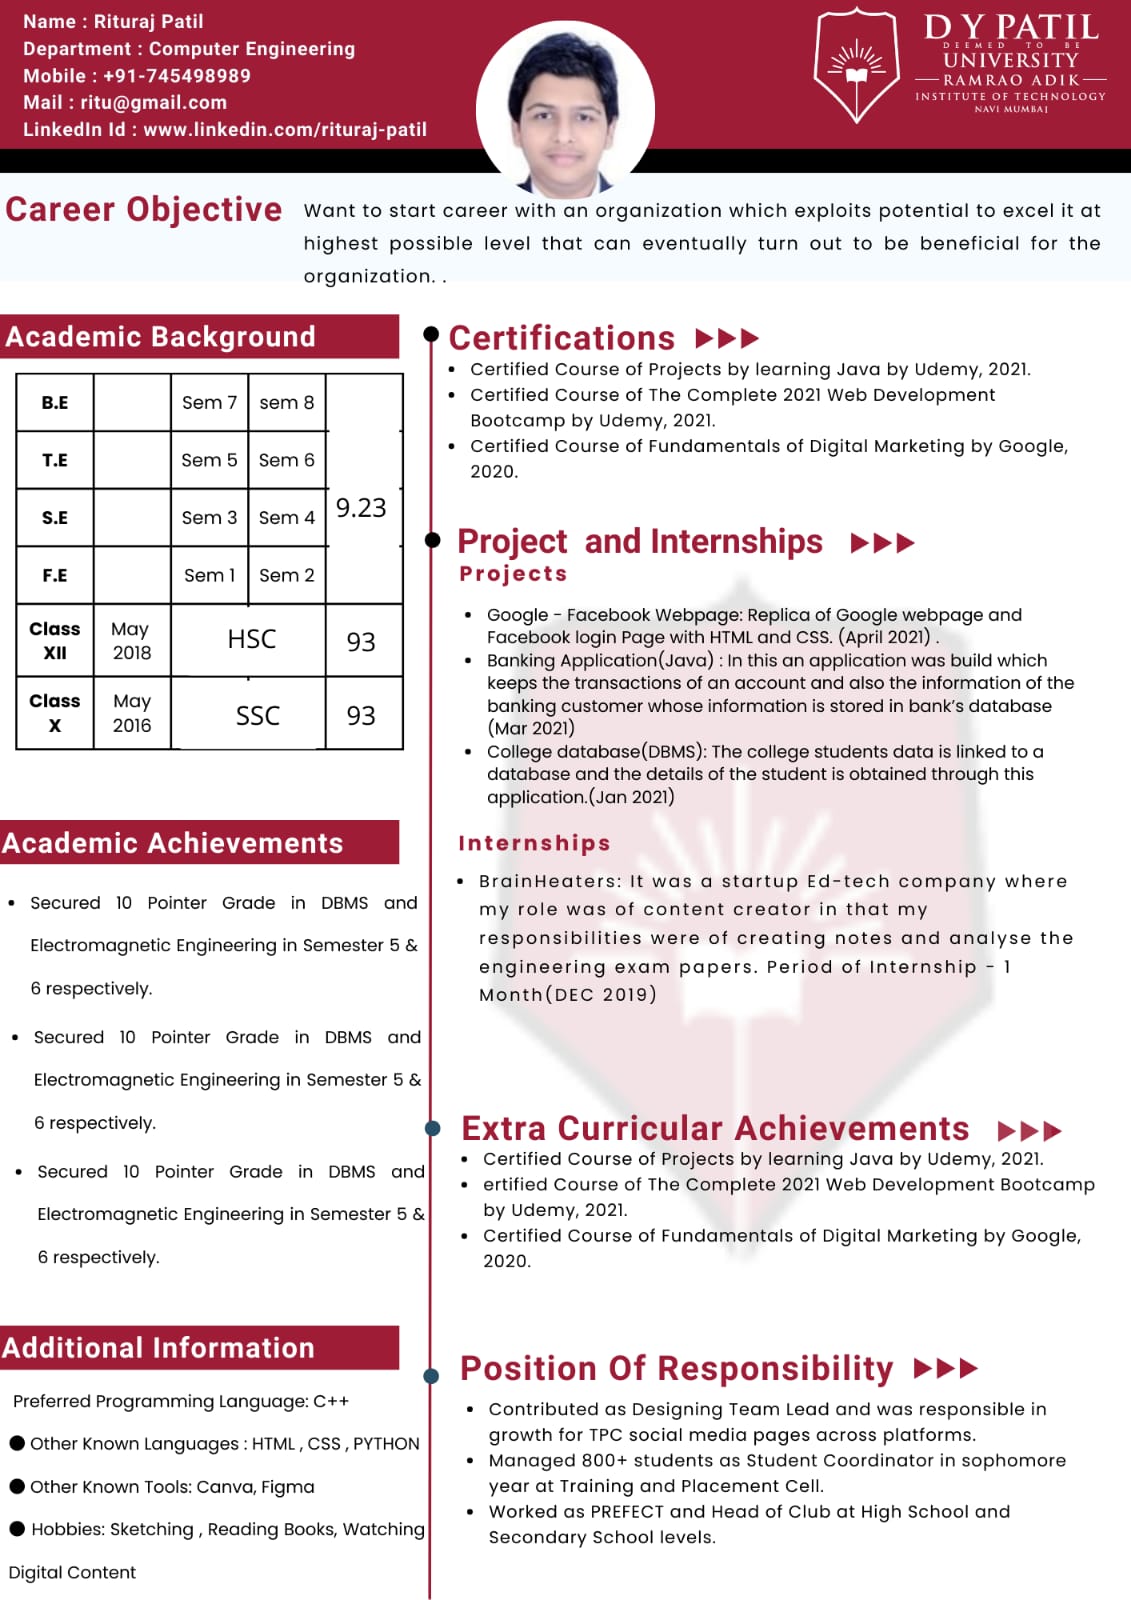 Name : Rituraj Patil
Department : Computer Engineering
Mobile : +91-745498989
Mail : ritu@gmail.com
LinkedIn Id : www.linkedin.com/rituraj-patil
D Y PATIL
DEEMED TO BE
UNIVERSITY
RAMRAO ADIK
INSTITUTE OF TECHNOLOGY
NAVI MUMBAI
Career Objective
Want to start career with an organization which exploits potential to excel it at
highest possible level that can eventually turn out to be beneficial for the
organization. .
Academic Background
B.E Sem 7 sem 8
T.E Sem 5 Sem 6
9.23
S.E Sem 3 Sem 4
F.E Sem 1 Sem 2
Class XII May 2018 HSC 93
Class X May 2016 SSC 93
Academic Achievements
• Secured 10 Pointer Grade in DBMS and
Electromagnetic Engineering in Semester 5 &
6 respectively.
• Secured 10 Pointer Grade in DBMS and
Electromagnetic Engineering in Semester 5 &
6 respectively.
• Secured 10 Pointer Grade in DBMS and
Electromagnetic Engineering in Semester 5 &
6 respectively.
Additional Information
Preferred Programming Language: C++
● Other Known Languages : HTML , CSS , PYTHON
● Other Known Tools: Canva, Figma
● Hobbies: Sketching , Reading Books, Watching
Digital Content
Certifications
• Certified Course of Projects by learning Java by Udemy, 2021.
• Certified Course of The Complete 2021 Web Development
Bootcamp by Udemy, 2021.
• Certified Course of Fundamentals of Digital Marketing by Google,
2020.
Project and Internships
Projects
• Google - Facebook Webpage: Replica of Google webpage and
Facebook login Page with HTML and CSS. (April 2021) .
• Banking Application(Java) : In this an application was build which
keeps the transactions of an account and also the information of the
banking customer whose information is stored in bank's database
(Mar 2021)
• College database(DBMS): The college students data is linked to a
database and the details of the student is obtained through this
application.(Jan 2021)
Internships
• BrainHeaters: It was a startup Ed-tech company where
my role was of content creator in that my
responsibilities were of creating notes and analyse the
engineering exam papers. Period of Internship - 1
Month(DEC 2019)
Extra Curricular Achievements
• Certified Course of Projects by learning Java by Udemy, 2021.
• ertified Course of The Complete 2021 Web Development Bootcamp
by Udemy, 2021.
• Certified Course of Fundamentals of Digital Marketing by Google,
2020.
Position Of Responsibility
• Contributed as Designing Team Lead and was responsible in
growth for TPC social media pages across platforms.
• Managed 800+ students as Student Coordinator in sophomore
year at Training and Placement Cell.
• Worked as PREFECT and Head of Club at High School and
Secondary School levels.